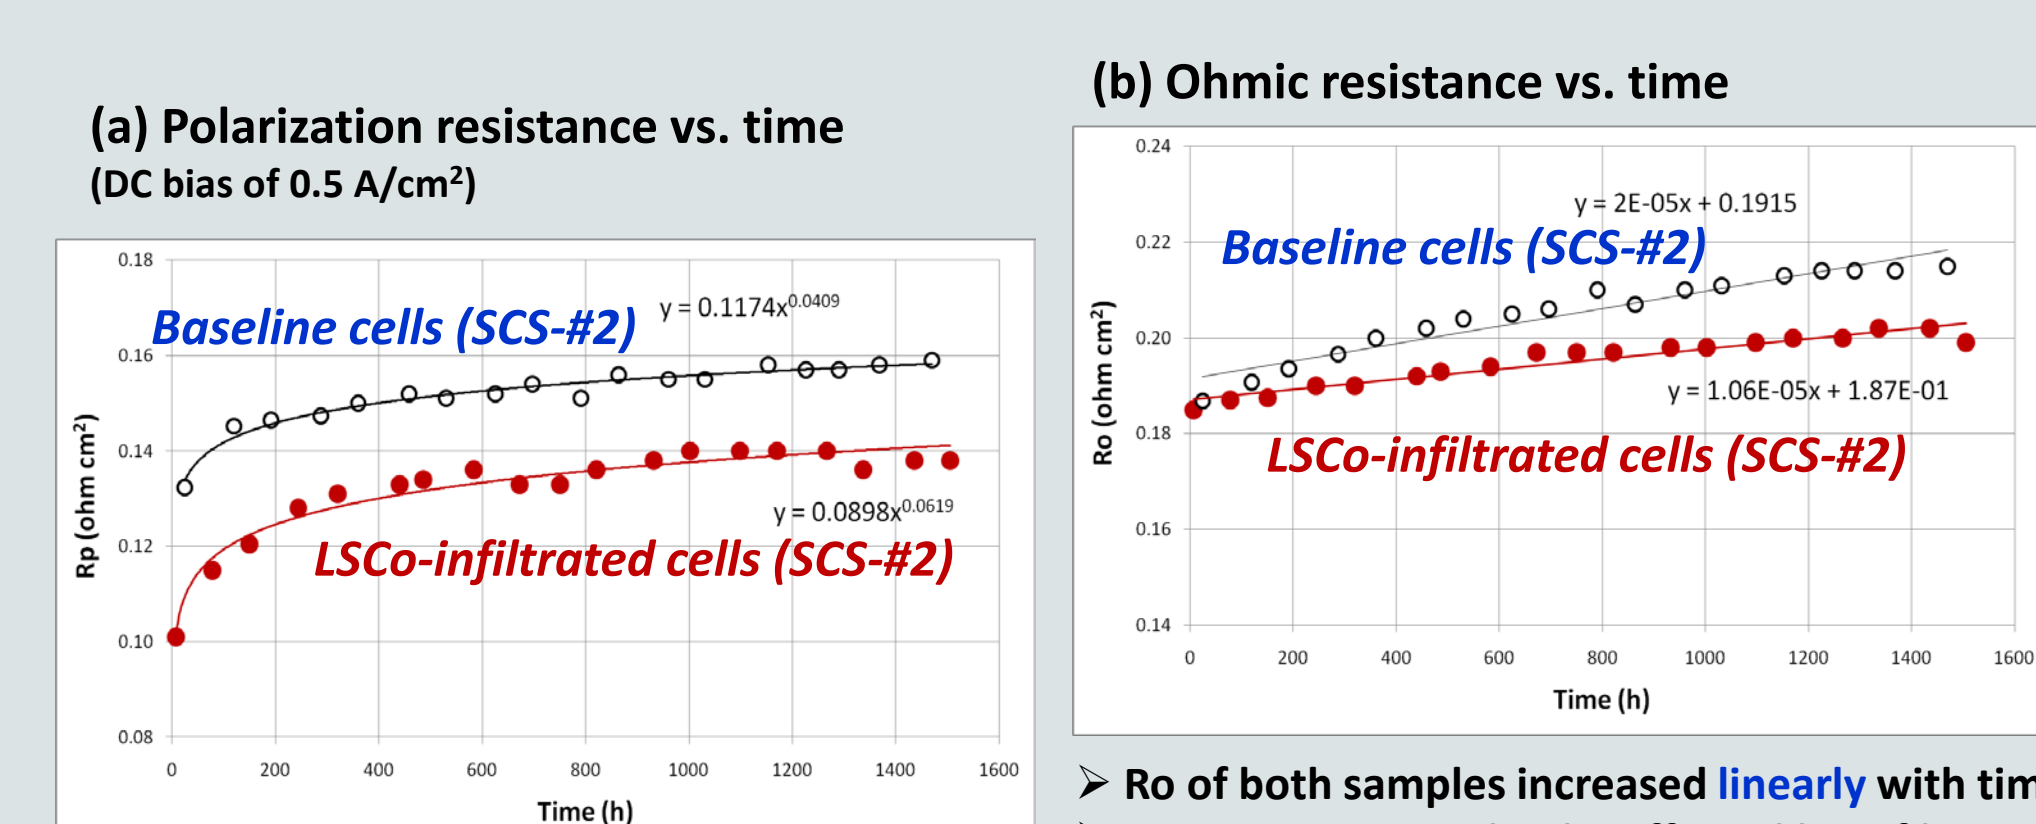 (a) Polarization resistance vs. time
(DC bias of 0.5 A/cm²)
0.18
0.16
0.14
0.12
0.10
0.08
Rp (ohm cm²)
Baseline cells (SCS-#2)
y = 0.1174x^0.0409
y = 0.0898x^0.0619
LSCo-infiltrated cells (SCS-#2)
0 200 400 600 800 1000 1200 1400 1600
Time (h)
(b) Ohmic resistance vs. time
0.24
0.22
0.20
0.18
0.16
0.14
Ro (ohm cm²)
y = 2E-05x + 0.1915
Baseline cells (SCS-#2)
y = 1.06E-05x + 1.87E-01
LSCo-infiltrated cells (SCS-#2)
0 200 400 600 800 1000 1200 1400 1600
Time (h)
➢ Ro of both samples increased linearly with tim